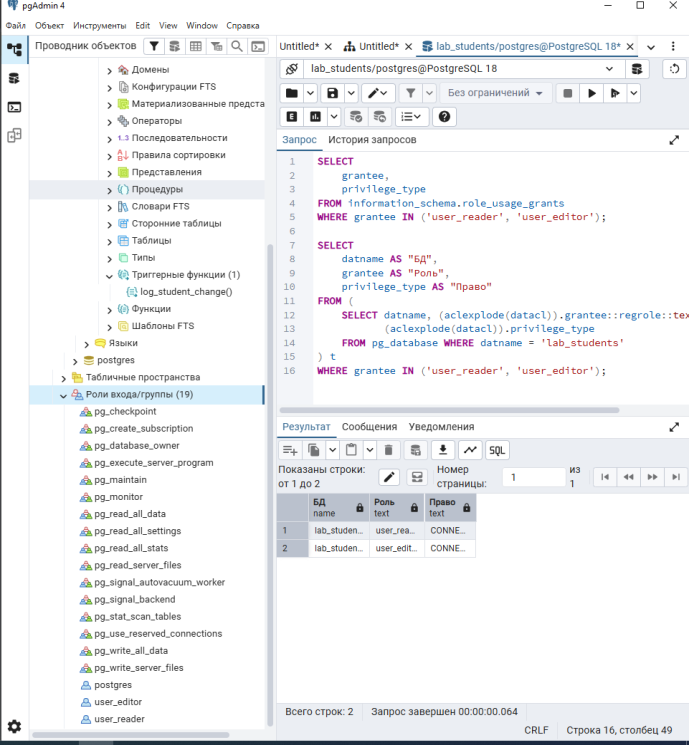 pgAdmin 4
Файл Объект Инструменты Edit View Window Справка
Проводник объектов
Untitled* Untitled* lab_students/postgres@PostgreSQL 18*
Домены
Конфигурации FTS
Материализованные предста
Операторы
1..3 Последовательности
Правила сортировки
Представления
Процедуры
Словари FTS
Сторонние таблицы
Таблицы
Типы
Триггерные функции (1)
log_student_change()
Функции
Шаблоны FTS
Языки
postgres
Табличные пространства
Роли входа/группы (19)
pg_checkpoint
pg_create_subscription
pg_database_owner
pg_execute_server_program
pg_maintain
pg_monitor
pg_read_all_data
pg_read_all_settings
pg_read_all_stats
pg_read_server_files
pg_signal_autovacuum_worker
pg_signal_backend
pg_stat_scan_tables
pg_use_reserved_connections
pg_write_all_data
pg_write_server_files
postgres
user_editor
user_reader
lab_students/postgres@PostgreSQL 18
Без ограничений
E
Запрос История запросов
1 SELECT
2 grantee,
3 privilege_type
4 FROM information_schema.role_usage_grants
5 WHERE grantee IN ('user_reader', 'user_editor');
6
7 SELECT
8 datname AS "БД",
9 grantee AS "Роль",
10 privilege_type AS "Право"
11 FROM (
12 SELECT datname, (aclexplode(datacl)).grantee::regrole::tex
13 (aclexplode(datacl)).privilege_type
14 FROM pg_database WHERE datname = 'lab_students'
15 ) t
16 WHERE grantee IN ('user_reader', 'user_editor');
Результат Сообщения Уведомления
SQL
Показаны строки: от 1 до 2
Номер страницы: 1 из 1
БД name Роль text Право text
1 lab_studen... user_rea... CONNE...
2 lab_studen... user_edit... CONNE...
Всего строк: 2 Запрос завершен 00:00:00.064
CRLF Строка 16, столбец 49